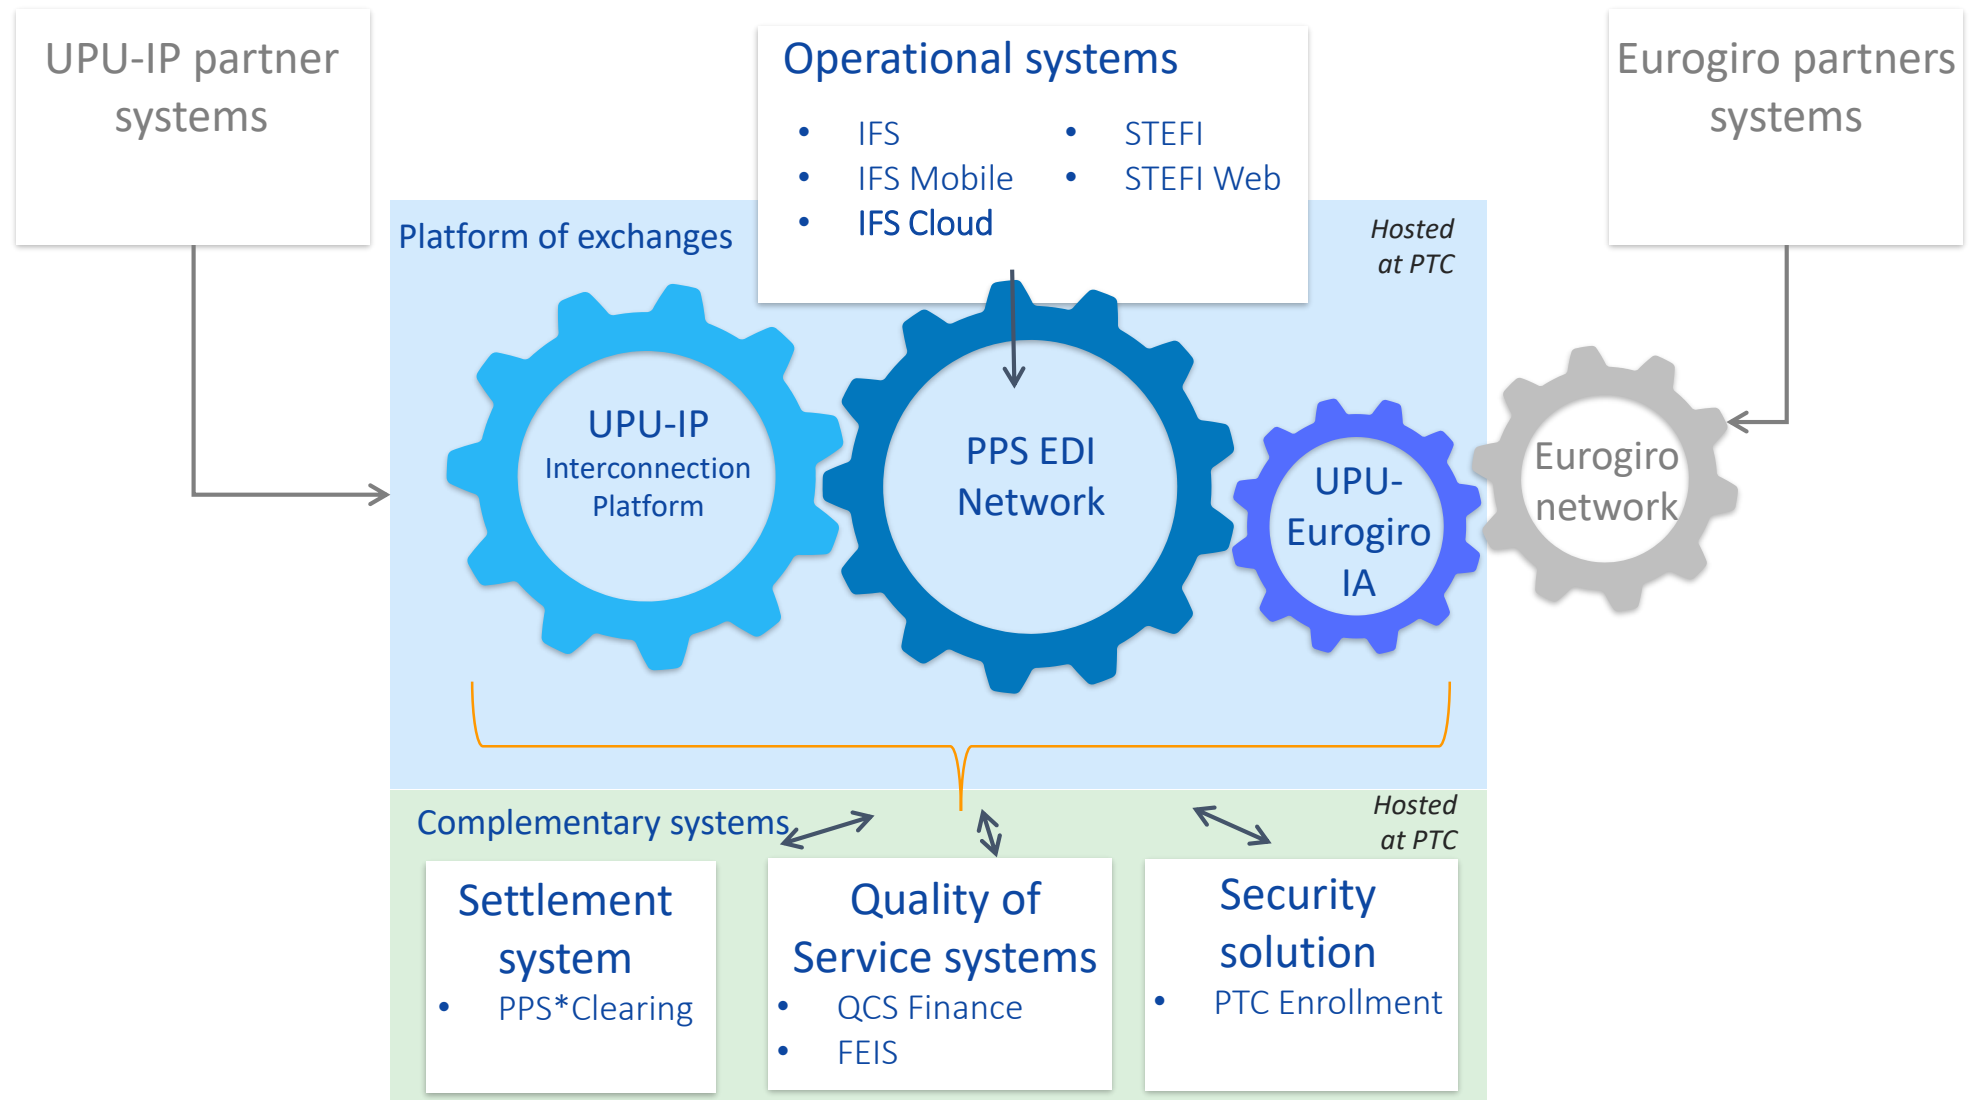 UPU-IP partner
systems
Operational systems
• IFS
• IFS Mobile
• IFS Cloud
• STEFI
• STEFI Web
Eurogiro partners
systems
Platform of exchanges
Hosted
at PTC
UPU-IP
Interconnection
Platform
PPS EDI
Network
UPU-
Eurogiro
IA
Eurogiro
network
Complementary systems
Hosted
at PTC
Settlement
system
• PPS*Clearing
Quality of
Service systems
• QCS Finance
• FEIS
Security
solution
• PTC Enrollment